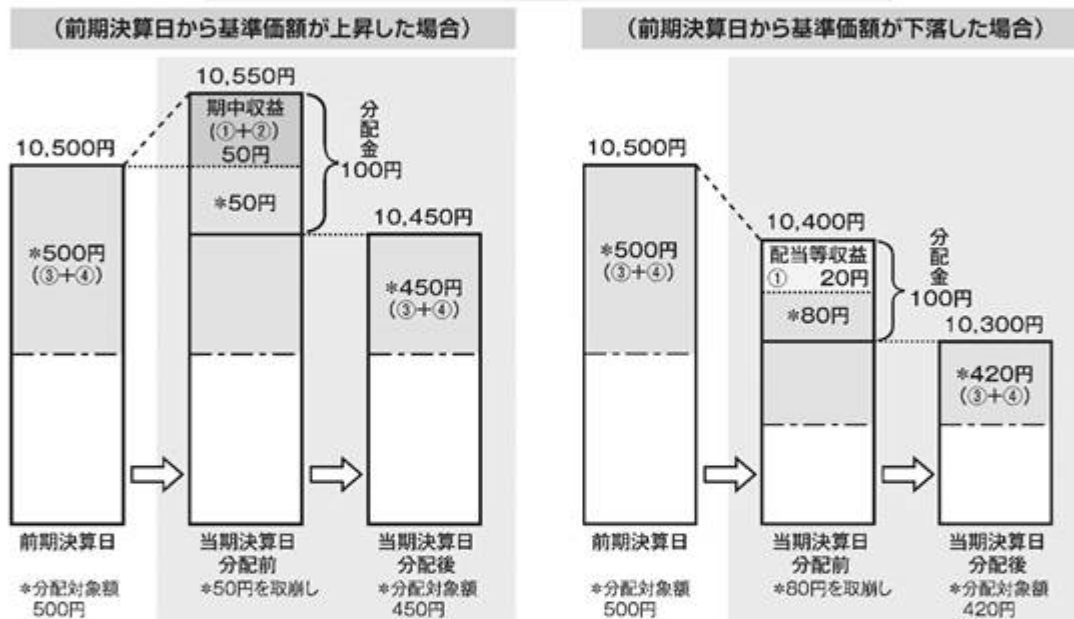 (前期決算日から基準価額が上昇した場合)
10,550円
期中収益
(①+②)
50円
*50円
分配金
100円
10,500円
*500円
(③+④)
10,450円
*450円
(③+④)
前期決算日
*分配対象額
500円
当期決算日
分配前
*50円を取崩し
当期決算日
分配後
*分配対象額
450円
(前期決算日から基準価額が下落した場合)
10,500円
*500円
(③+④)
10,400円
配当等収益
① 20円
*80円
分配金
100円
10,300円
*420円
(③+④)
前期決算日
*分配対象額
500円
当期決算日
分配前
*80円を取崩し
当期決算日
分配後
*分配対象額
420円